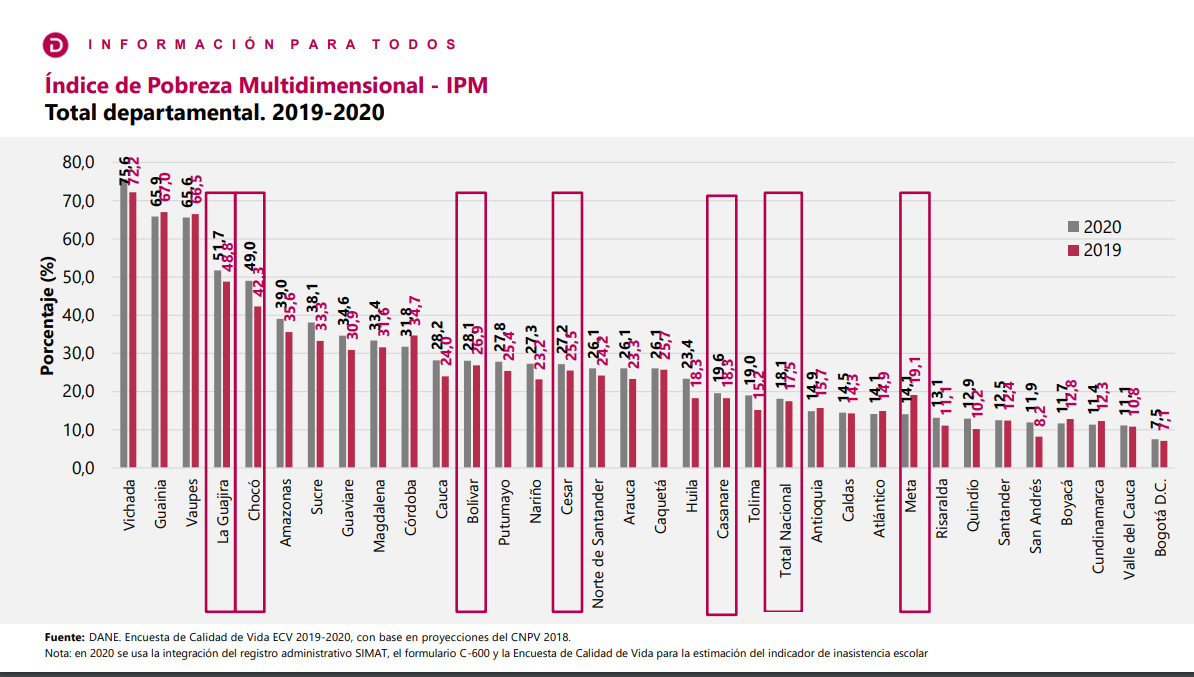 D INFORMACIÓN PARA TODOS
Índice de Pobreza Multidimensional - IPM
Total departamental. 2019-2020
Porcentaje (%)
80,0
70,0
60,0
50,0
40,0
30,0
20,0
10,0
0,0
2020
2019
75,6 72,2
65,9 67,0
65,6 66,5
51,7 48,8
49,0 42,3
39,0 35,6
38,1 33,3
34,6 30,9
33,4 31,6
31,8 34,7
28,2 24,0
28,1 26,9
27,8 25,4
27,3 23,2
27,2 25,5
26,1 24,2
26,1 23,3
26,1 25,7
23,4 18,3
19,6 18,3
19,0 15,2
18,1 17,5
14,9 15,7
14,5 14,3
14,1 14,9
14,1 19,1
13,1 11,1
12,9 10,2
12,5 12,4
11,9 8,2
11,7 12,8
11,4 12,3
11,1 10,8
7,5 7,1
Vichada
Guainia
Vaupes
La Guajira
Chocó
Amazonas
Sucre
Guaviare
Magdalena
Córdoba
Cauca
Bolívar
Putumayo
Nariño
Cesar
Norte de Santander
Arauca
Caquetá
Huila
Casanare
Tolima
Total Nacional
Antioquia
Caldas
Atlántico
Meta
Risaralda
Quindío
Santander
San Andrés
Boyacá
Cundinamarca
Valle del Cauca
Bogotá D.C.
Fuente: DANE. Encuesta de Calidad de Vida ECV 2019-2020, con base en proyecciones del CNPV 2018.
Nota: en 2020 se usa la integración del registro administrativo SIMAT, el formulario C-600 y la Encuesta de Calidad de Vida para la estimación del indicador de inasistencia escolar